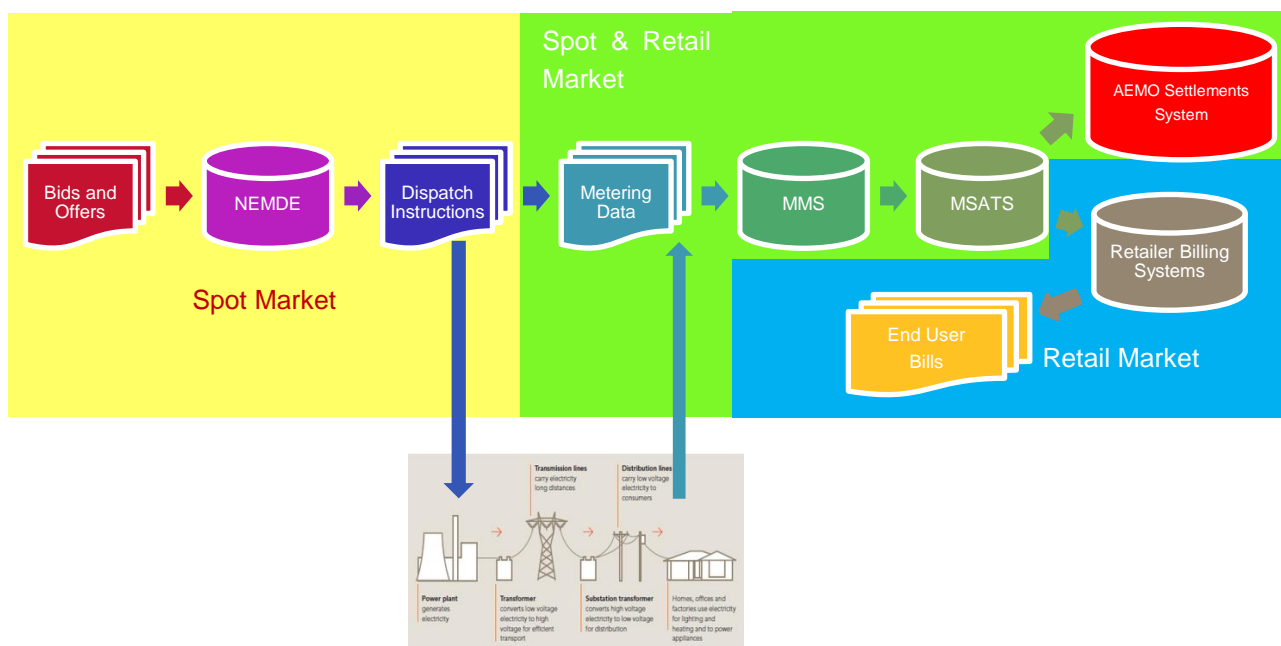 Spot & Retail
Market
AEMO Settlements
System
Bids and
Offers
NEMDE
Dispatch
Instructions
Metering
Data
MMS
MSATS
Retailer Billing
Systems
Spot Market
End User
Bills
Retail Market
Transmission lines
carry electricity
long distances
Distribution lines
carry low voltage
electricity to
consumers
Power plant
generates
electricity
Transformer
converts low voltage
electricity to high
voltage for efficient
transport
Substation transformer
converts high voltage
electricity to low voltage
for distribution
Homes, offices and
factories use electricity
for lighting and
heating and to power
appliances